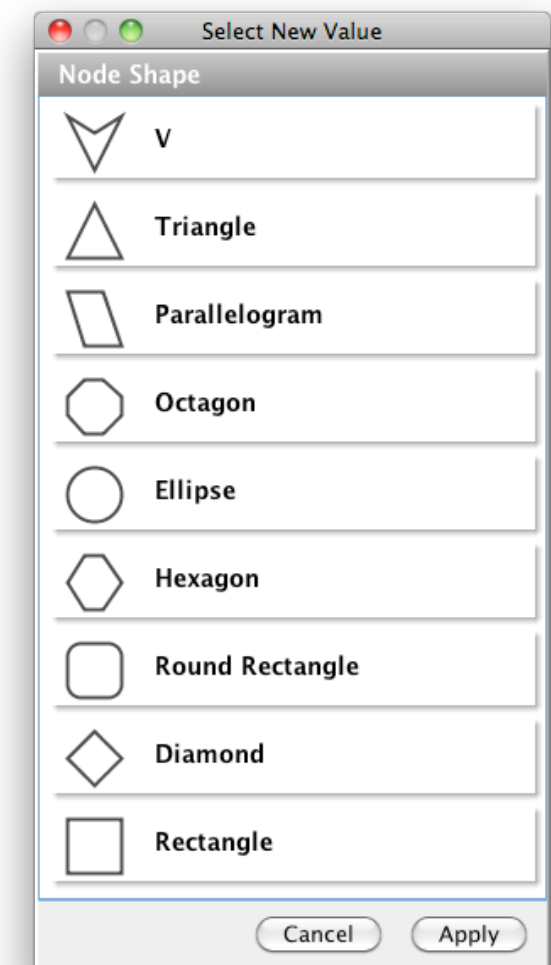 Select New Value
Node Shape
V
Triangle
Parallelogram
Octagon
Ellipse
Hexagon
Round Rectangle
Diamond
Rectangle
Cancel Apply